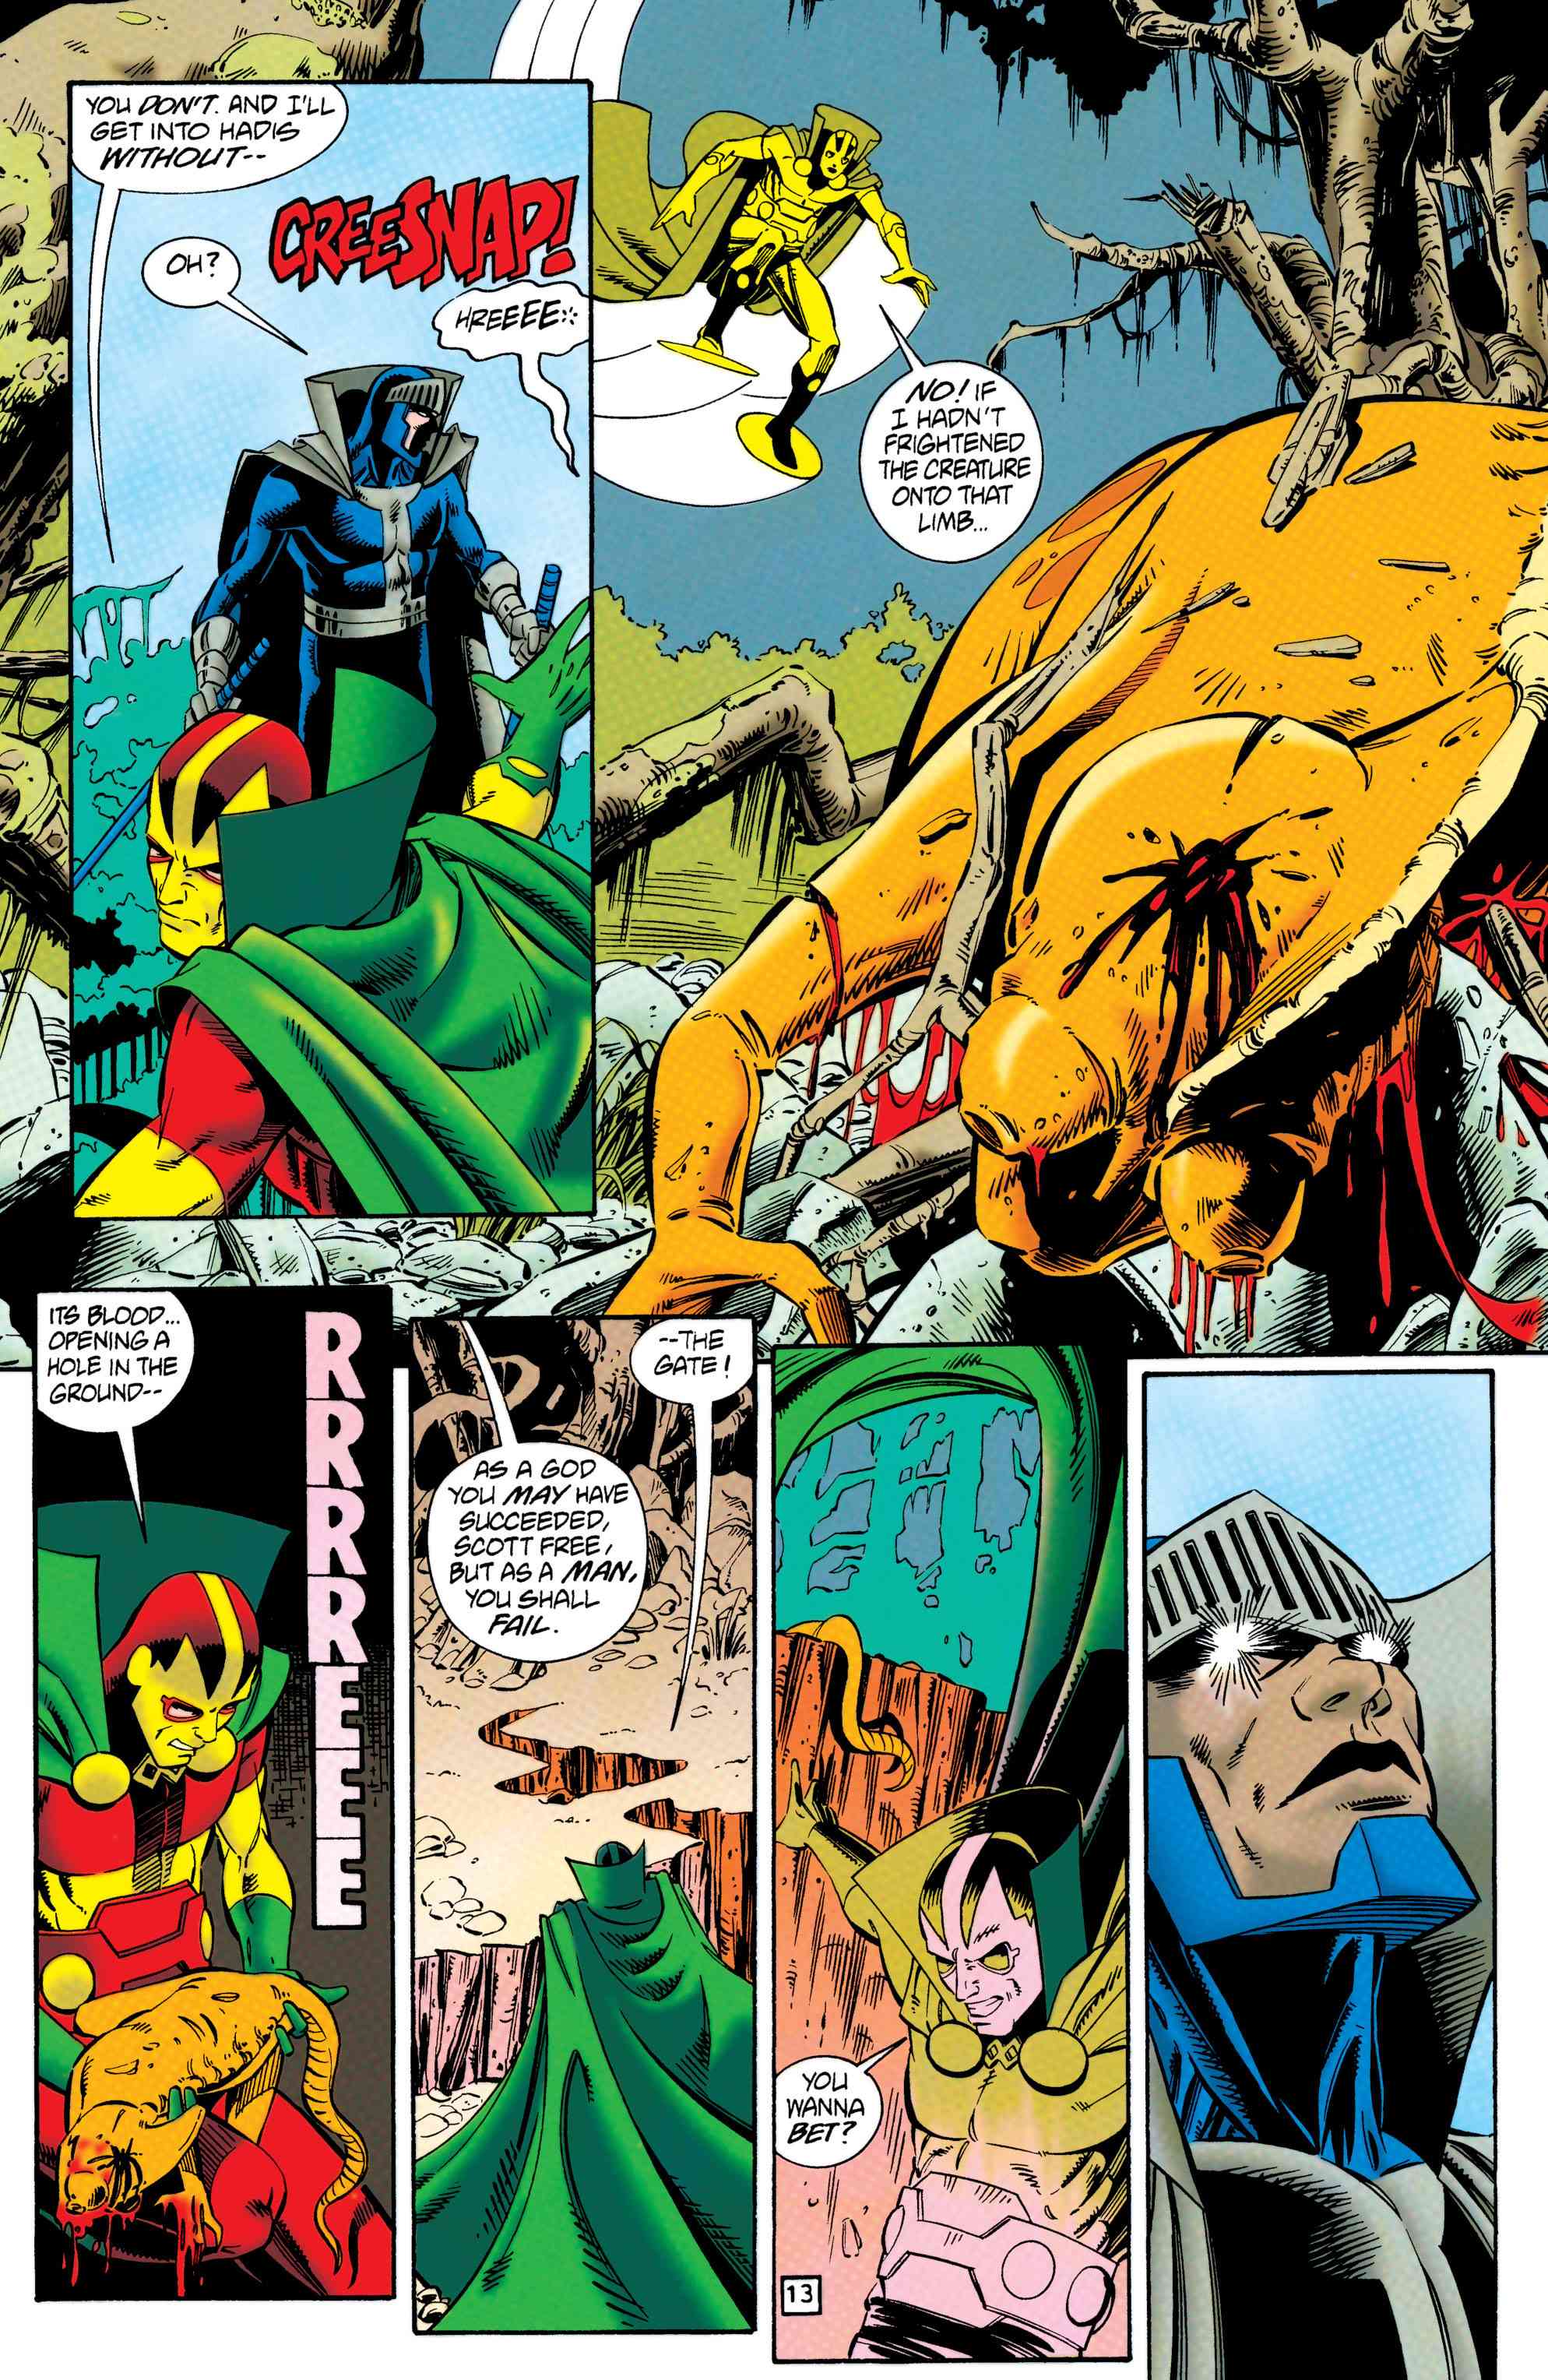 YOU DON'T. AND I'LL
GET INTO HADIS
WITHOUT--
OH?
CREESNAP!
HREEEE
NO! IF
I HADN'T
FRIGHTENED
THE CREATURE
ONTO THAT
LIMB...
ITS BLOOD...
OPENING A
HOLE IN THE
GROUND--
RRRREEEE
--THE
GATE!
AS A GOD
YOU MAY HAVE
SUCCEEDED,
SCOTT FREE,
BUT AS A MAN,
YOU SHALL
FAIL.
YOU
WANNA
BET?
13